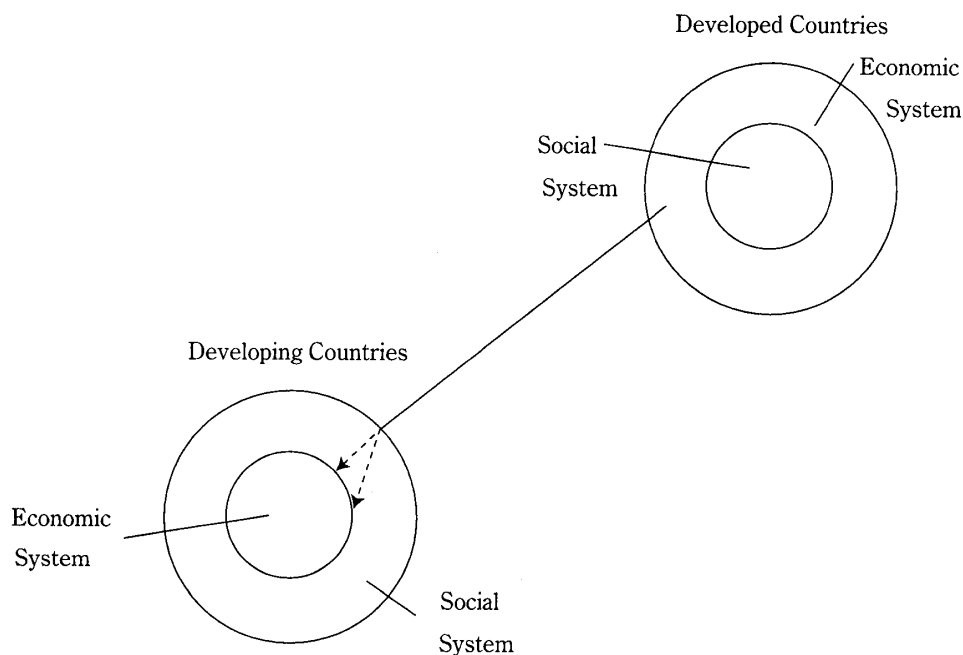 Developed Countries
Economic
System
Social
System
Developing Countries
Economic
System
Social
System